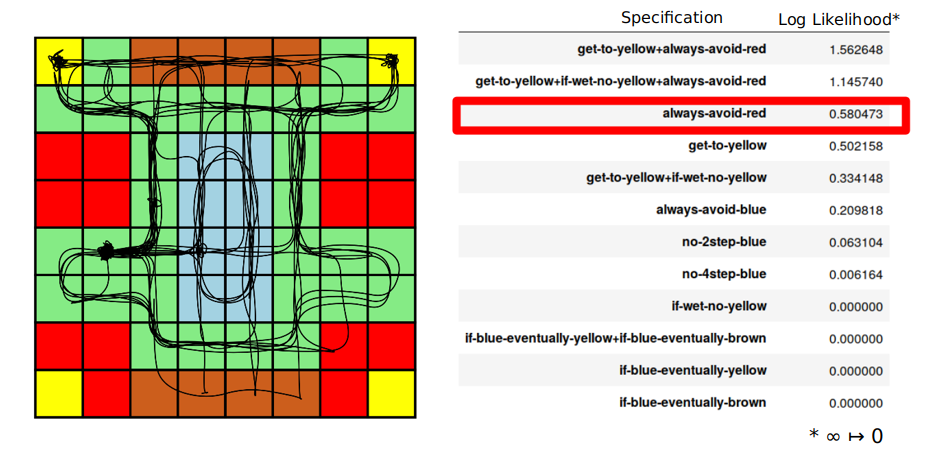 Specification Log Likelihood*
get-to-yellow+always-avoid-red 1.562648
get-to-yellow+if-wet-no-yellow+always-avoid-red 1.145740
always-avoid-red 0.580473
get-to-yellow 0.502158
get-to-yellow+if-wet-no-yellow 0.334148
always-avoid-blue 0.209818
no-2step-blue 0.063104
no-4step-blue 0.006164
if-wet-no-yellow 0.000000
if-blue-eventually-yellow+if-blue-eventually-brown 0.000000
if-blue-eventually-yellow 0.000000
if-blue-eventually-brown 0.000000
* ∞ ↦ 0